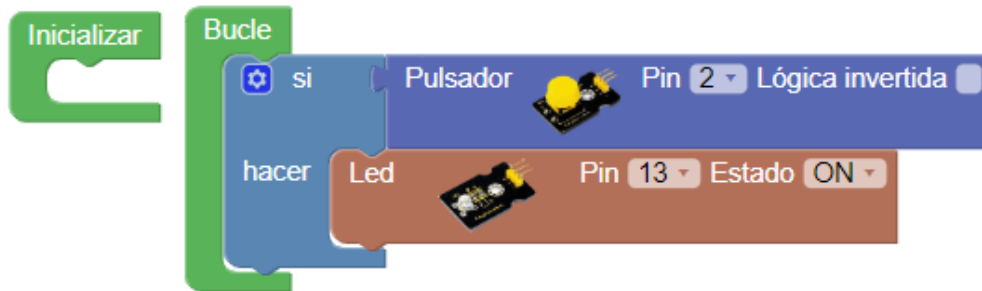 Inicializar
Bucle
si Pulsador Pin 2 Lógica invertida
hacer Led Pin 13 Estado ON